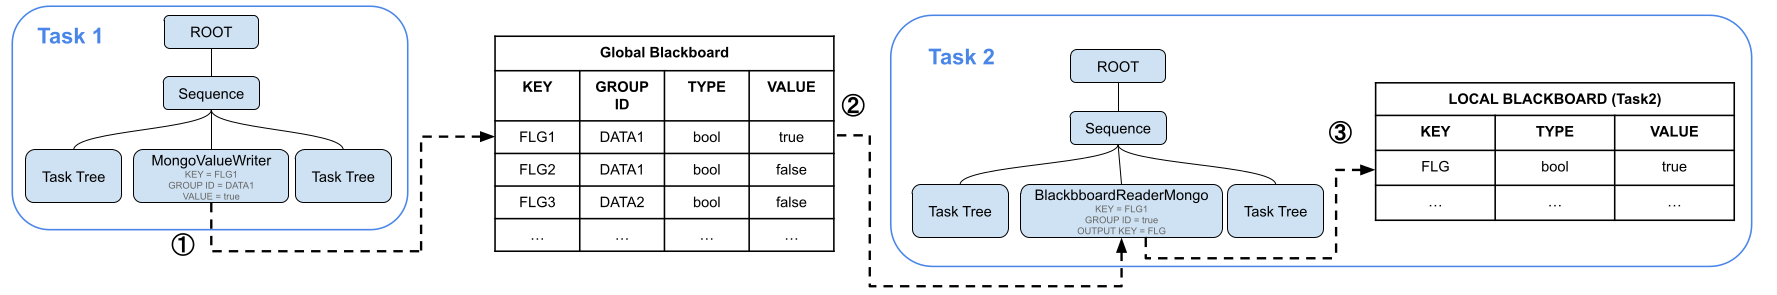 Task 1
ROOT
Sequence
Task Tree
MongoValueWriter
KEY = FLG1
GROUP ID = DATA1
VALUE = true
Task Tree
①
Global Blackboard
KEY GROUP ID TYPE VALUE
FLG1 DATA1 bool true
FLG2 DATA1 bool false
FLG3 DATA2 bool false
… … … …
②
Task 2
ROOT
Sequence
Task Tree
BlackbboardReaderMongo
KEY = FLG1
GROUP ID = true
OUTPUT KEY = FLG
Task Tree
③
LOCAL BLACKBOARD (Task2)
KEY TYPE VALUE
FLG bool true
… … …